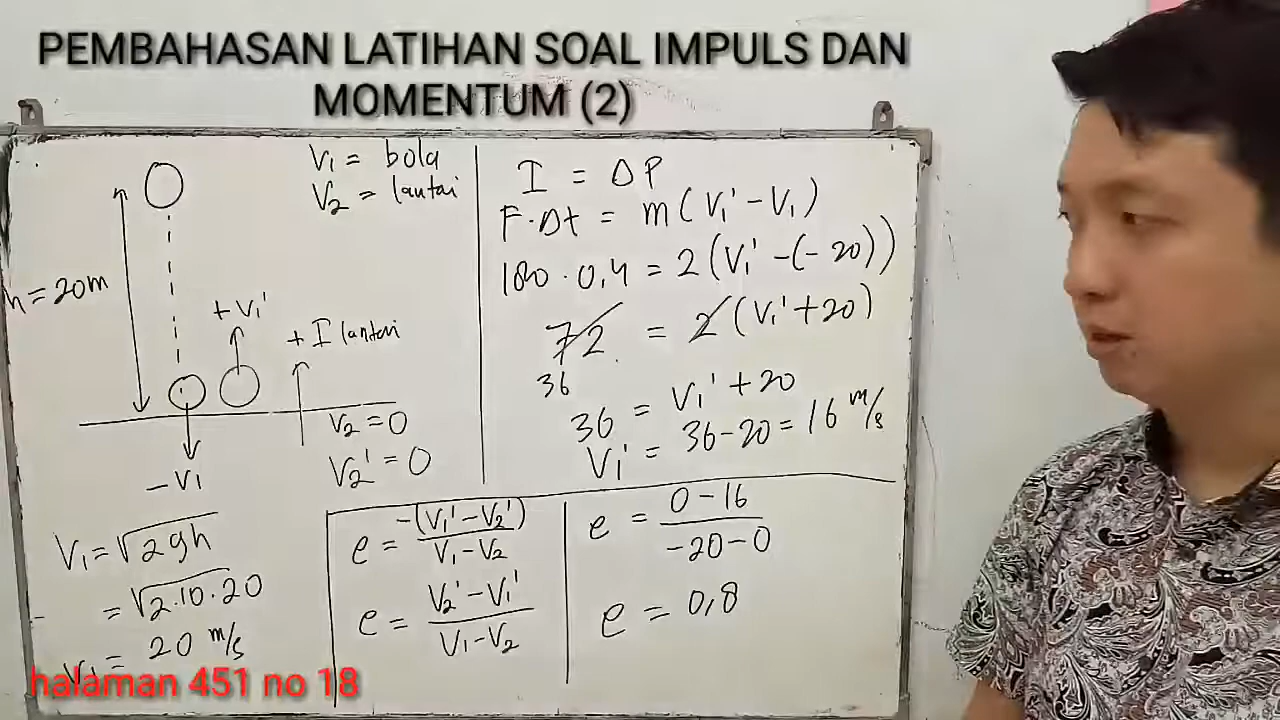 PEMBAHASAN LATIHAN SOAL IMPULS DAN
MOMENTUM (2)
V₁ = bola
V₂ = lantai
h = 20m
+V₁'
+ I lantai
V₂ = 0
V₂' = 0
-V₁
V₁ = √2gh
= √2.10.20
V₁ = 20 m/s
I = ΔP
F.Δt = m(V₁' - V₁)
180 . 0,4 = 2(V₁' - (-20))
72 = 2(V₁' + 20)
36
36 = V₁' + 20
V₁' = 36-20 = 16 m/s
e = -(V₁' - V₂') / V₁ - V₂
e = V₂' - V₁' / V₁ - V₂
e = 0 - 16 / -20 - 0
e = 0,8
halaman 451 no 18